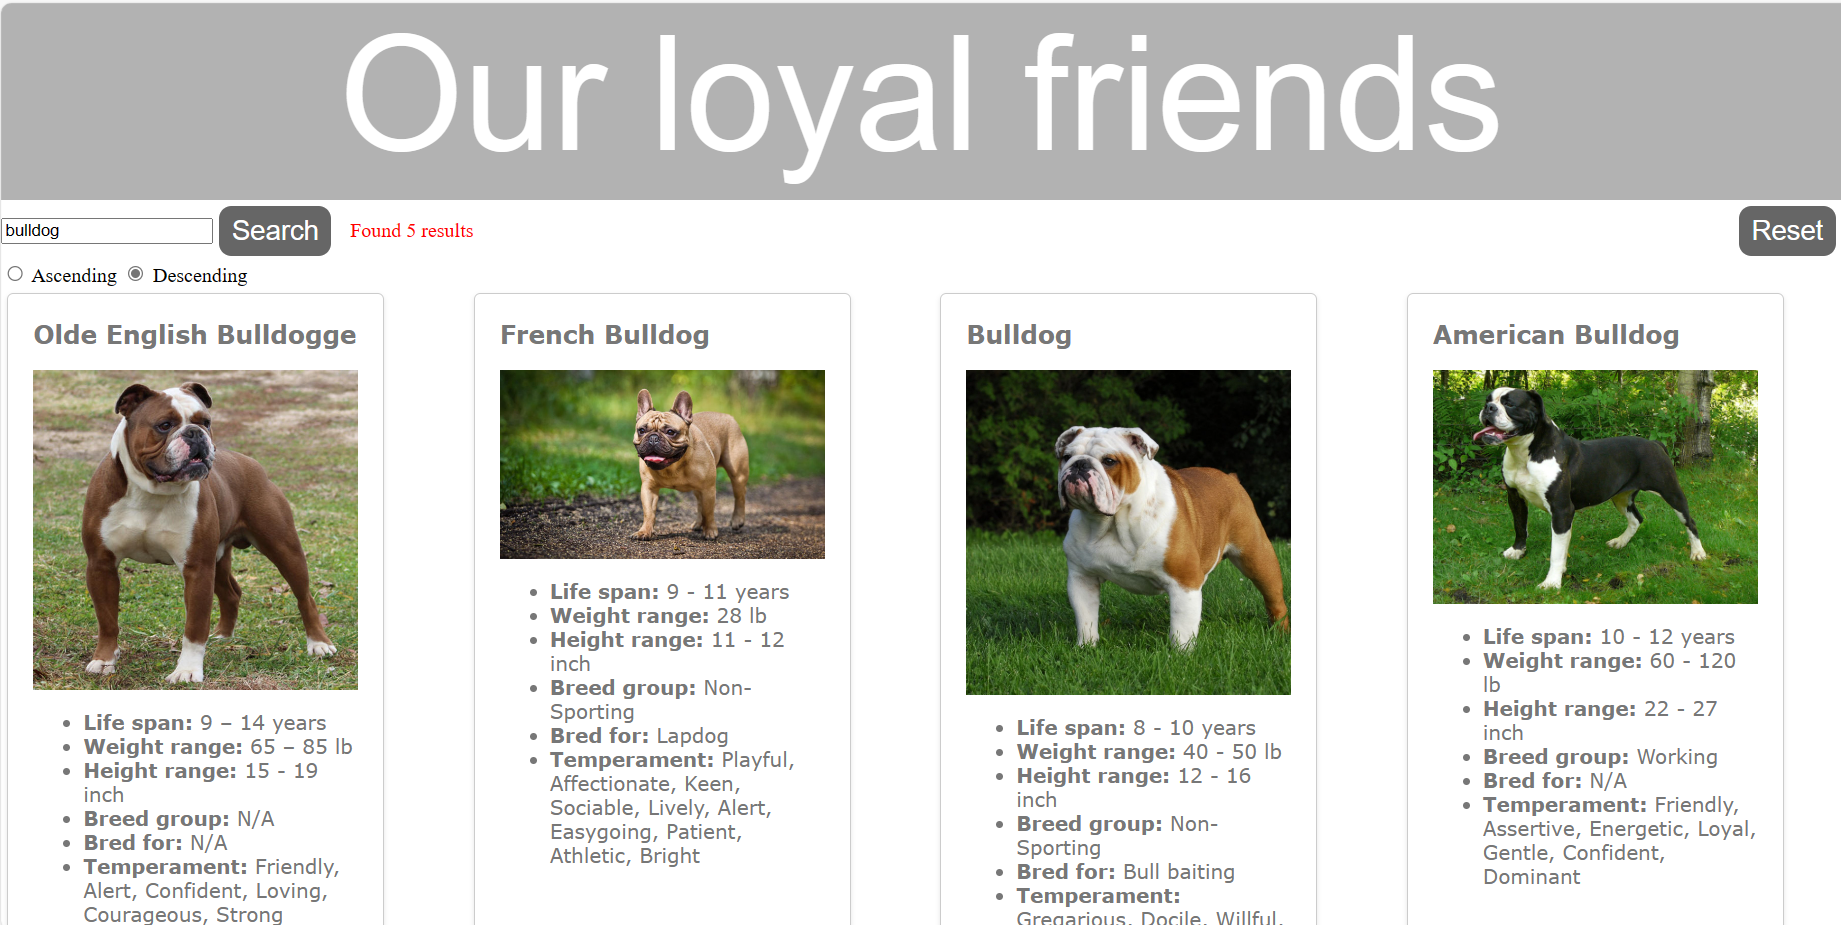 Our loyal friends
bulldog
Search
Found 5 results
Reset
Ascending
Descending
Olde English Bulldogge
Life span: 9 – 14 years
Weight range: 65 – 85 lb
Height range: 15 - 19
inch
Breed group: N/A
Bred for: N/A
Temperament: Friendly,
Alert, Confident, Loving,
Courageous, Strong
French Bulldog
Life span: 9 - 11 years
Weight range: 28 lb
Height range: 11 - 12
inch
Breed group: Non-
Sporting
Bred for: Lapdog
Temperament: Playful,
Affectionate, Keen,
Sociable, Lively, Alert,
Easygoing, Patient,
Athletic, Bright
Bulldog
Life span: 8 - 10 years
Weight range: 40 - 50 lb
Height range: 12 - 16
inch
Breed group: Non-
Sporting
Bred for: Bull baiting
Temperament:
Gregarious, Docile, Willful,
American Bulldog
Life span: 10 - 12 years
Weight range: 60 - 120
lb
Height range: 22 - 27
inch
Breed group: Working
Bred for: N/A
Temperament: Friendly,
Assertive, Energetic, Loyal,
Gentle, Confident,
Dominant